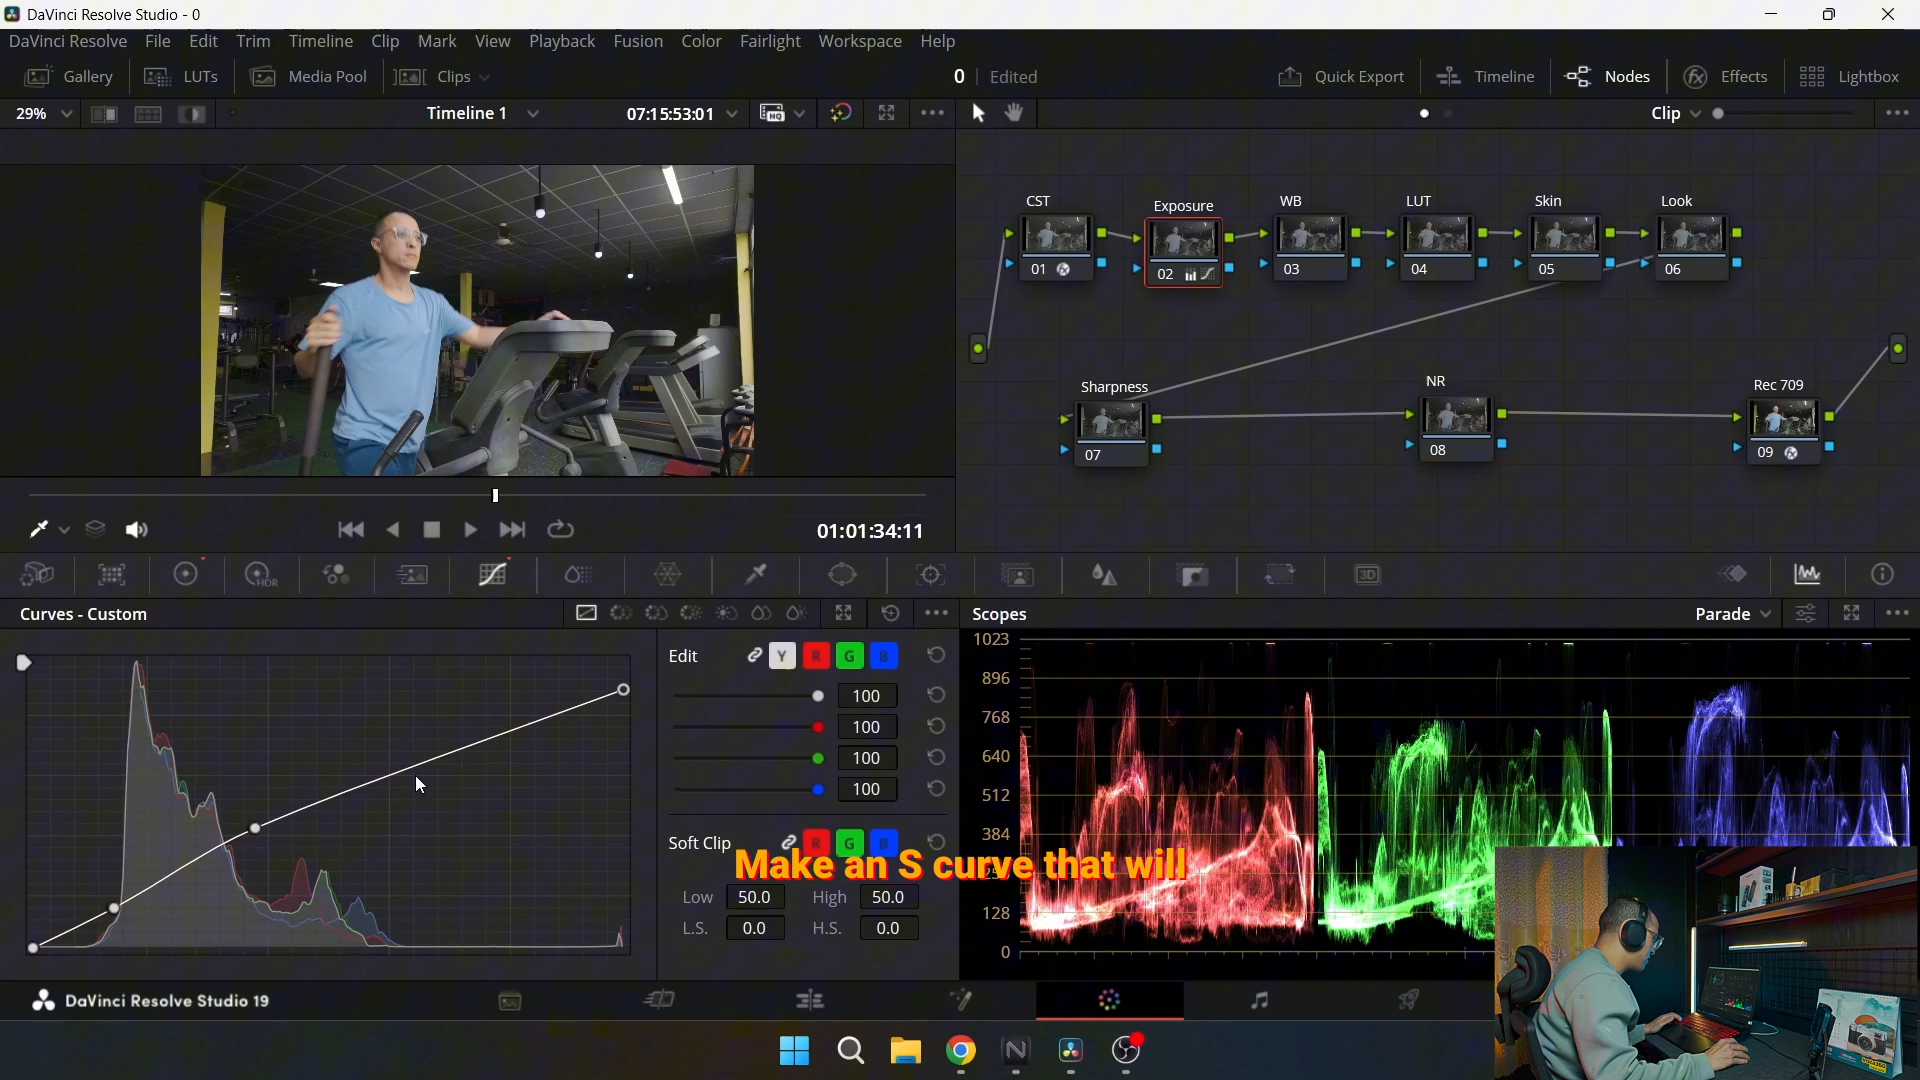 DaVinci Resolve Studio - 0
DaVinci Resolve File Edit Trim Timeline Clip Mark View Playback Fusion Color Fairlight Workspace Help
Gallery LUTs Media Pool Clips 0 Edited Quick Export Timeline Nodes Effects Lightbox
29% Timeline 1 07:15:53:01 HQ Clip
CST Exposure WB LUT Skin Look
01 02 03 04 05 06
Sharpness NR Rec 709
07 08 09
01:01:34:11
HDR 3D
Curves - Custom
Scopes Parade
Edit Y R G B
100
100
100
100
Soft Clip R G B
Low 50.0 High 50.0
L.S. 0.0 H.S. 0.0
1023
896
768
640
512
384
128
0
Make an S curve that will
DaVinci Resolve Studio 19